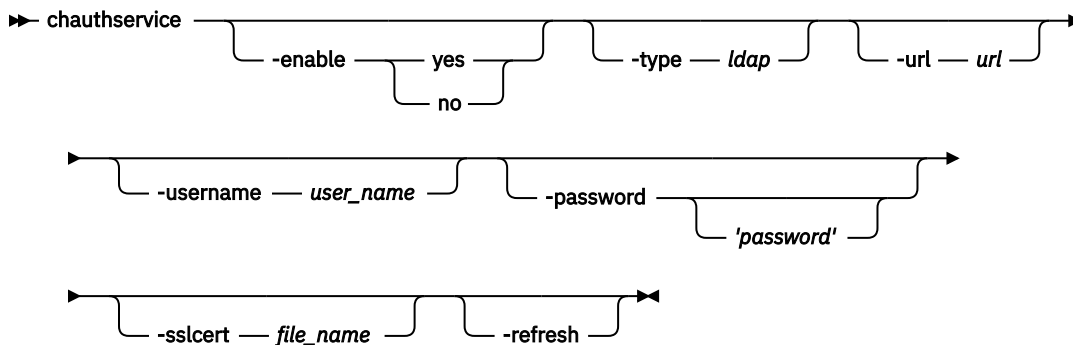 chauthservice -enable yes -type ldap -url url
no
-username user_name -password
'password'
-sslcert file_name -refresh